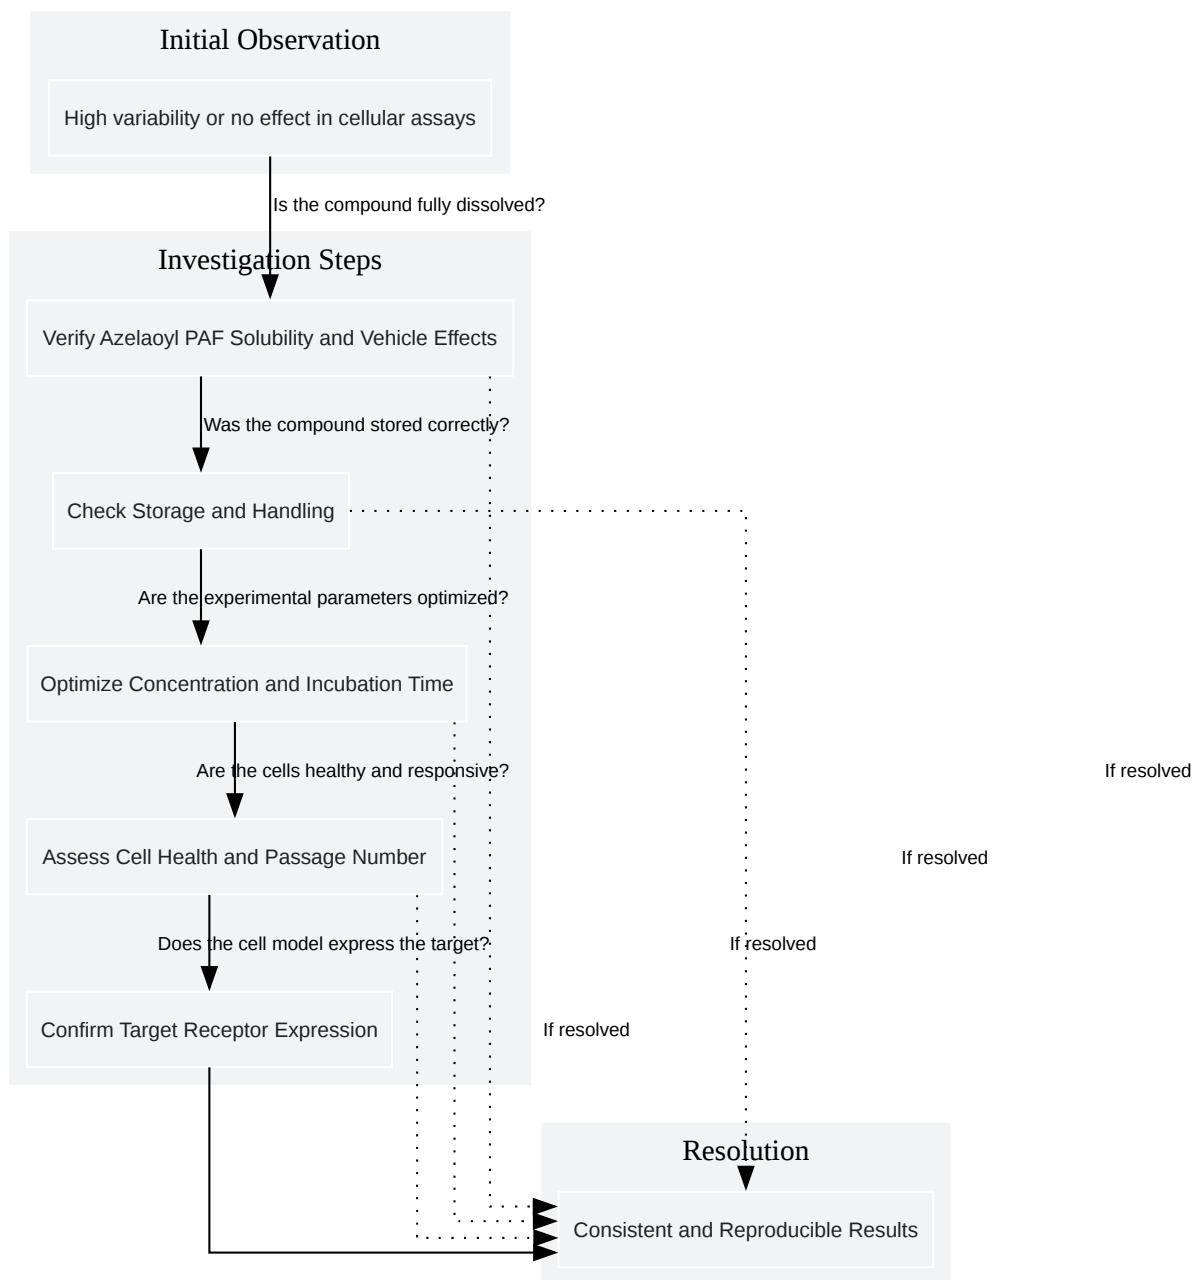 Initial Observation
High variability or no effect in cellular assays
Is the compound fully dissolved?
Investigation Steps
Verify Azelaoyl PAF Solubility and Vehicle Effects
Was the compound stored correctly?
Check Storage and Handling
Are the experimental parameters optimized?
Optimize Concentration and Incubation Time
Are the cells healthy and responsive?
If resolved
Assess Cell Health and Passage Number
If resolved
Does the cell model express the target?
If resolved
Confirm Target Receptor Expression
If resolved
Resolution
Consistent and Reproducible Results